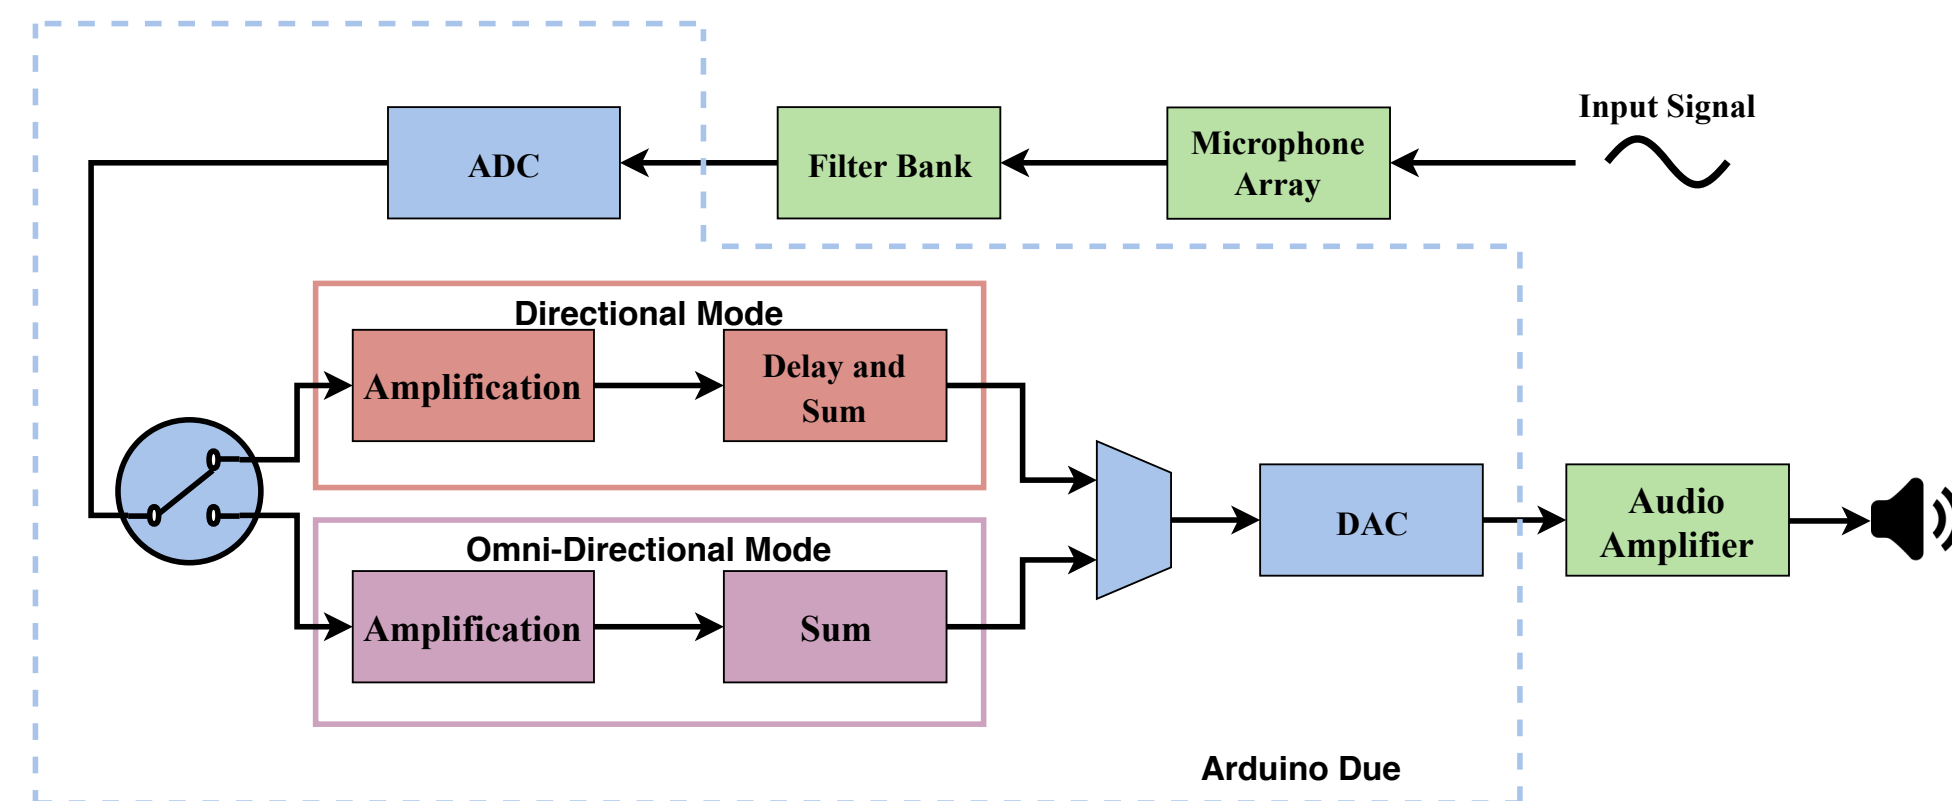 Input Signal
ADC
Filter Bank
Microphone
Array
Directional Mode
Amplification
Delay and
Sum
Omni-Directional Mode
Amplification
Sum
DAC
Audio
Amplifier
Arduino Due